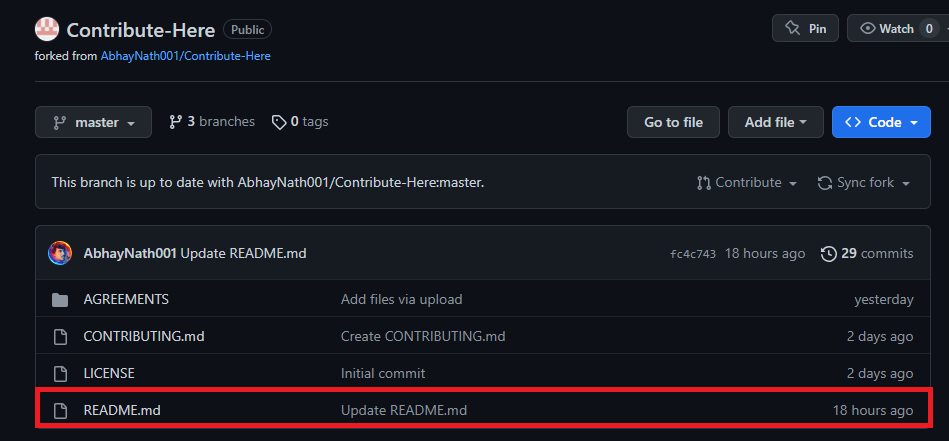 Contribute-Here Public Pin Watch 0
forked from AbhayNath001/Contribute-Here
master 3 branches 0 tags Go to file Add file Code
This branch is up to date with AbhayNath001/Contribute-Here:master. Contribute Sync fork
AbhayNath001 Update README.md fc4c743 18 hours ago 29 commits
AGREEMENTS Add files via upload yesterday
CONTRIBUTING.md Create CONTRIBUTING.md 2 days ago
LICENSE Initial commit 2 days ago
README.md Update README.md 18 hours ago